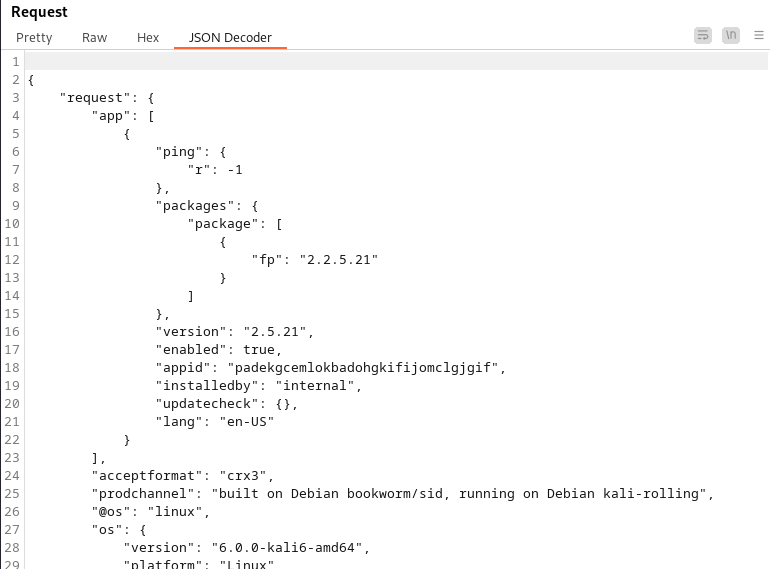 Request
Pretty Raw Hex JSON Decoder \n
1
2 {
3     "request": {
4         "app": [
5             {
6                 "ping": {
7                     "r": -1
8                 },
9                 "packages": {
10                     "package": [
11                         {
12                             "fp": "2.2.5.21"
13                         }
14                     ]
15                 },
16                 "version": "2.5.21",
17                 "enabled": true,
18                 "appid": "padekgcemlokbadohgkifijomclgjgif",
19                 "installedby": "internal",
20                 "updatecheck": {},
21                 "lang": "en-US"
22             }
23         ],
24         "acceptformat": "crx3",
25         "prodchannel": "built on Debian bookworm/sid, running on Debian kali-rolling",
26         "@os": "linux",
27         "os": {
28             "version": "6.0.0-kali6-amd64",
29             "platform": "Linux"